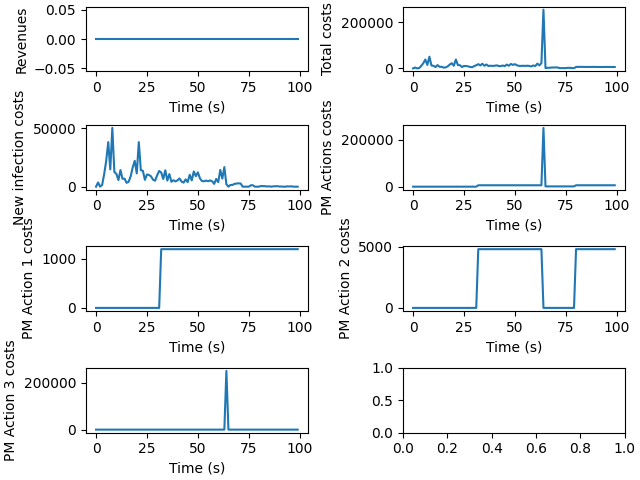 Revenues
0.05
0.00
−0.05
0 25 50 75 100
Time (s)
Total costs
200000
0
0 25 50 75 100
Time (s)
New infection costs
50000
0
0 25 50 75 100
Time (s)
PM Actions costs
200000
0
0 25 50 75 100
Time (s)
PM Action 1 costs
1000
0
0 25 50 75 100
Time (s)
PM Action 2 costs
5000
0
0 25 50 75 100
Time (s)
PM Action 3 costs
200000
0
0 25 50 75 100
Time (s)
1.0
0.5
0.0
0.0 0.2 0.4 0.6 0.8 1.0